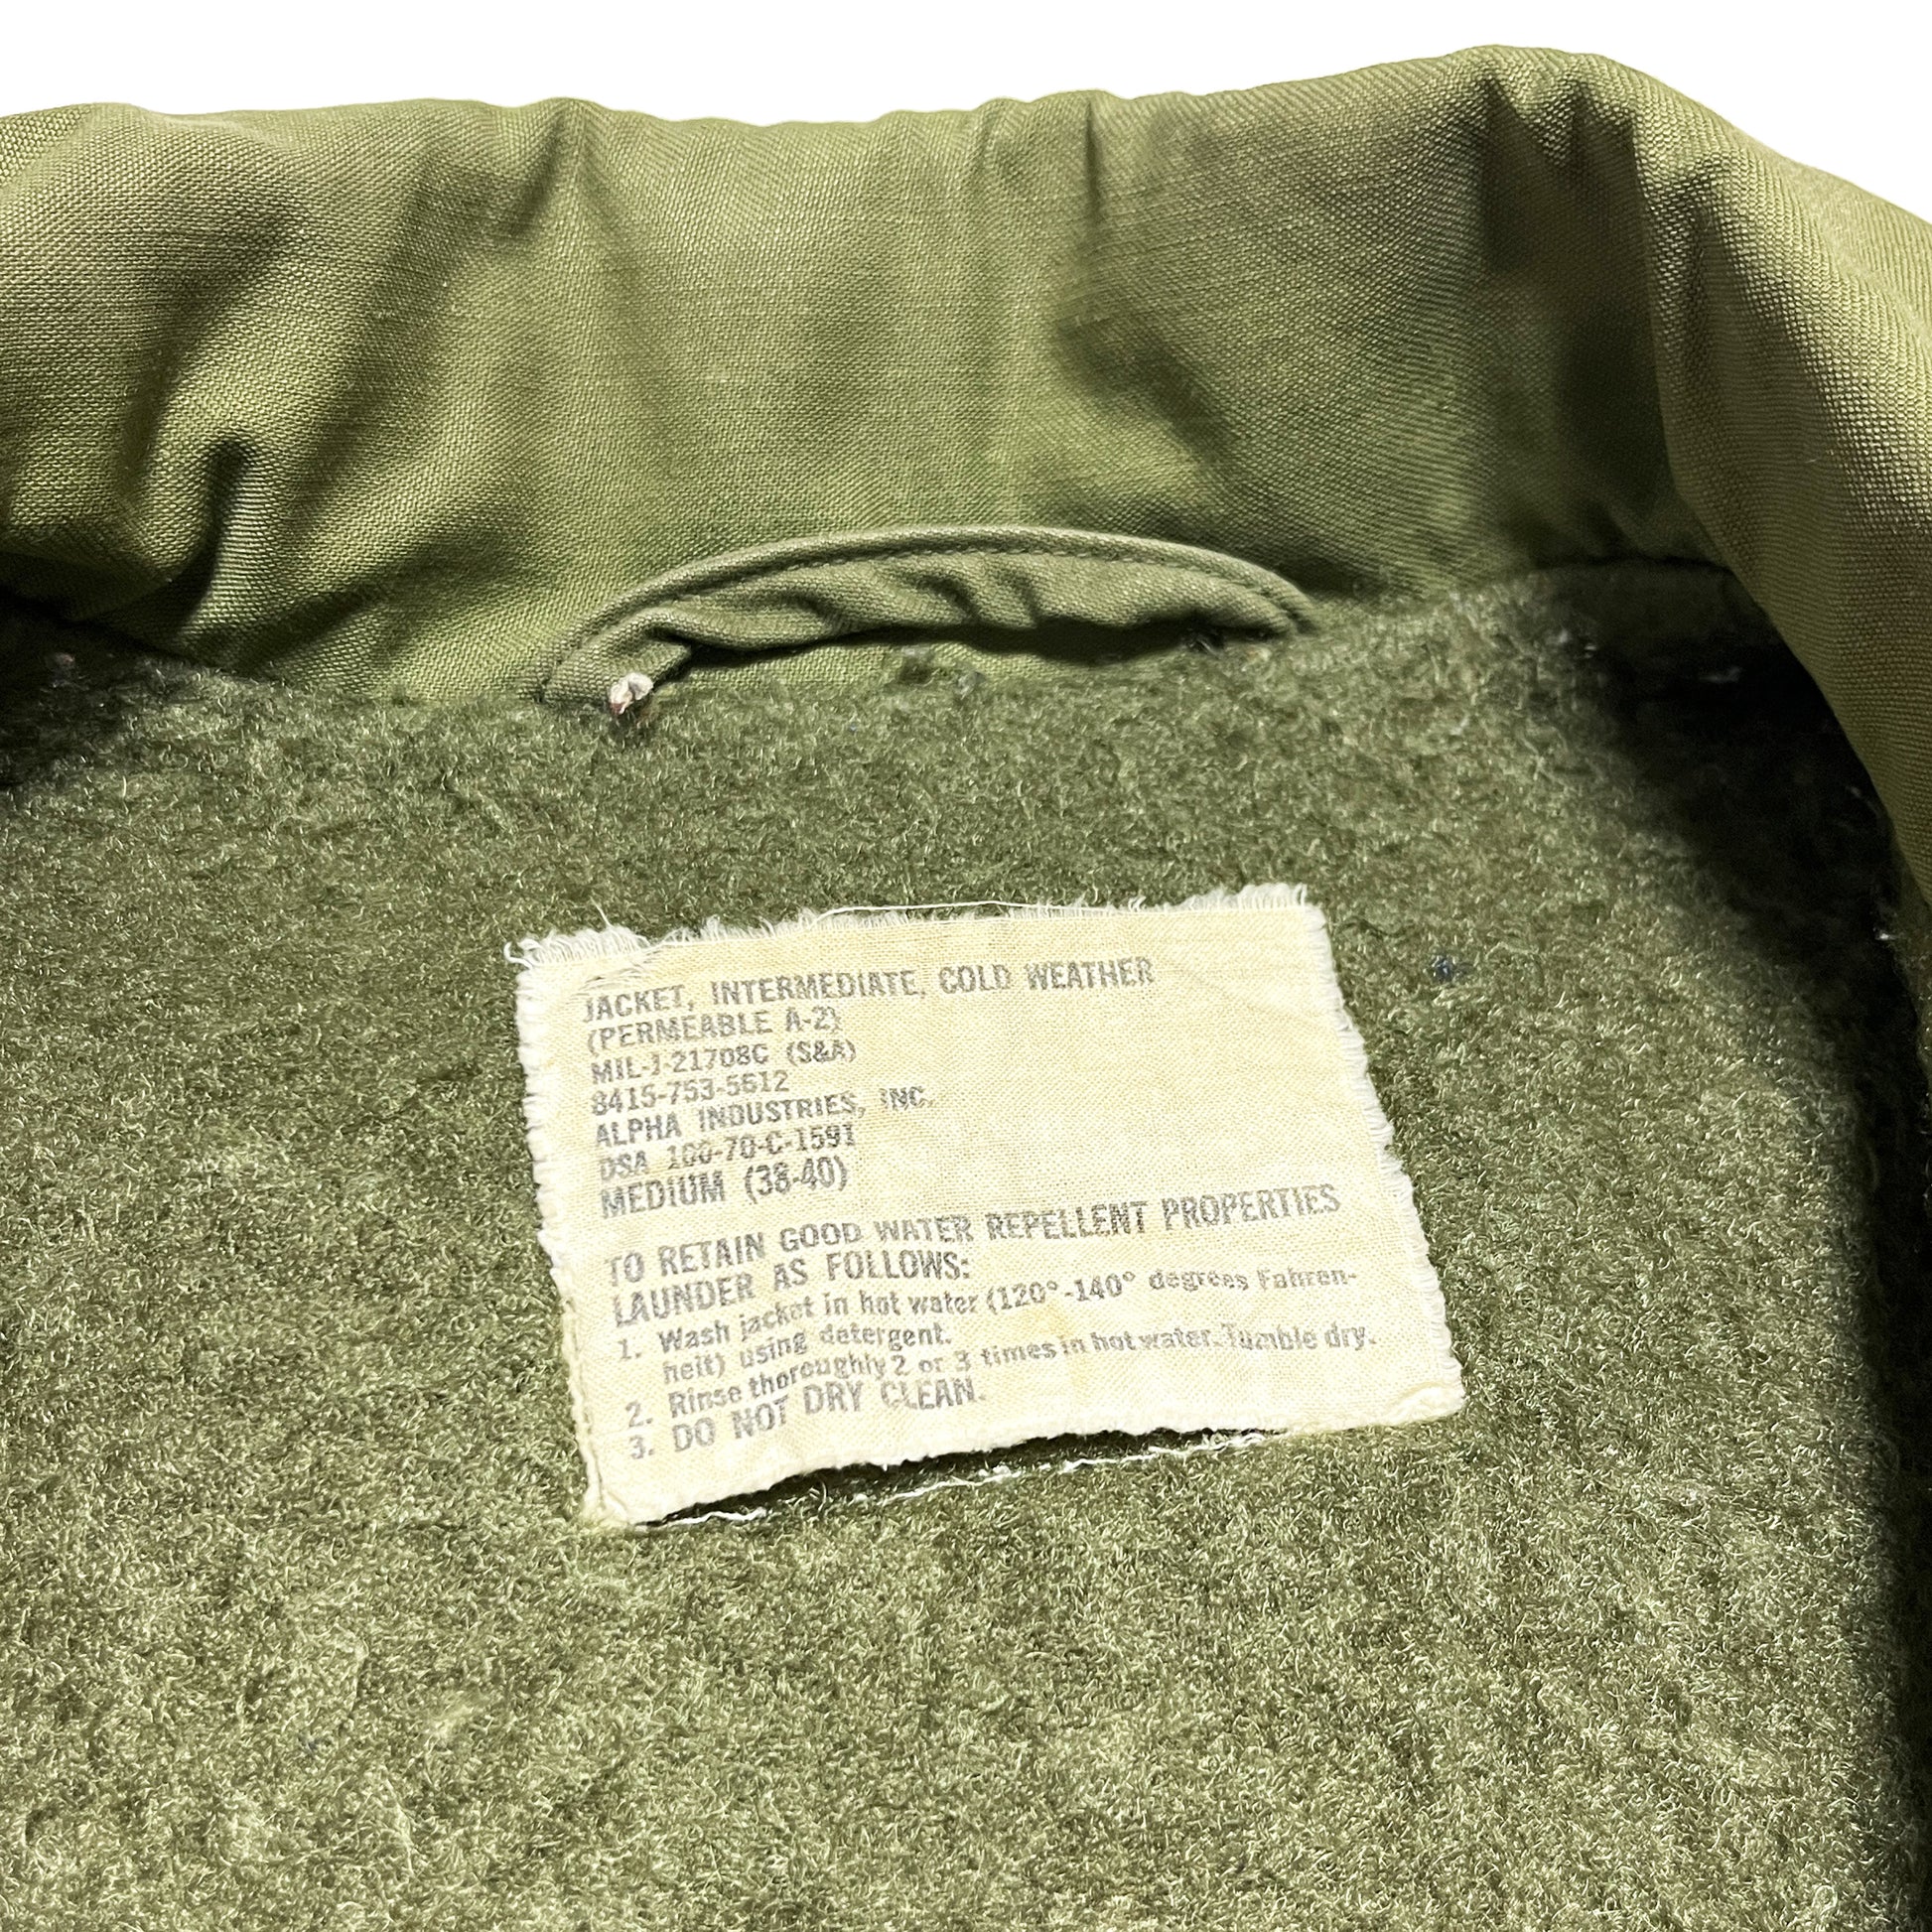 JACKET, INTERMEDIATE, COLD WEATHER
(PERMEABLE A-2)
MIL-J-21708C (S&A)
8415-753-5612
ALPHA INDUSTRIES, INC.
DSA 100-70-C-1591
MEDIUM (38-40)
TO RETAIN GOOD WATER REPELLENT PROPERTIES
LAUNDER AS FOLLOWS:
1. Wash jacket in hot water (120°-140° degrees Fahren-
heit) using detergent.
2. Rinse thoroughly 2 or 3 times in hot water. Tumble dry.
3. DO NOT DRY CLEAN.